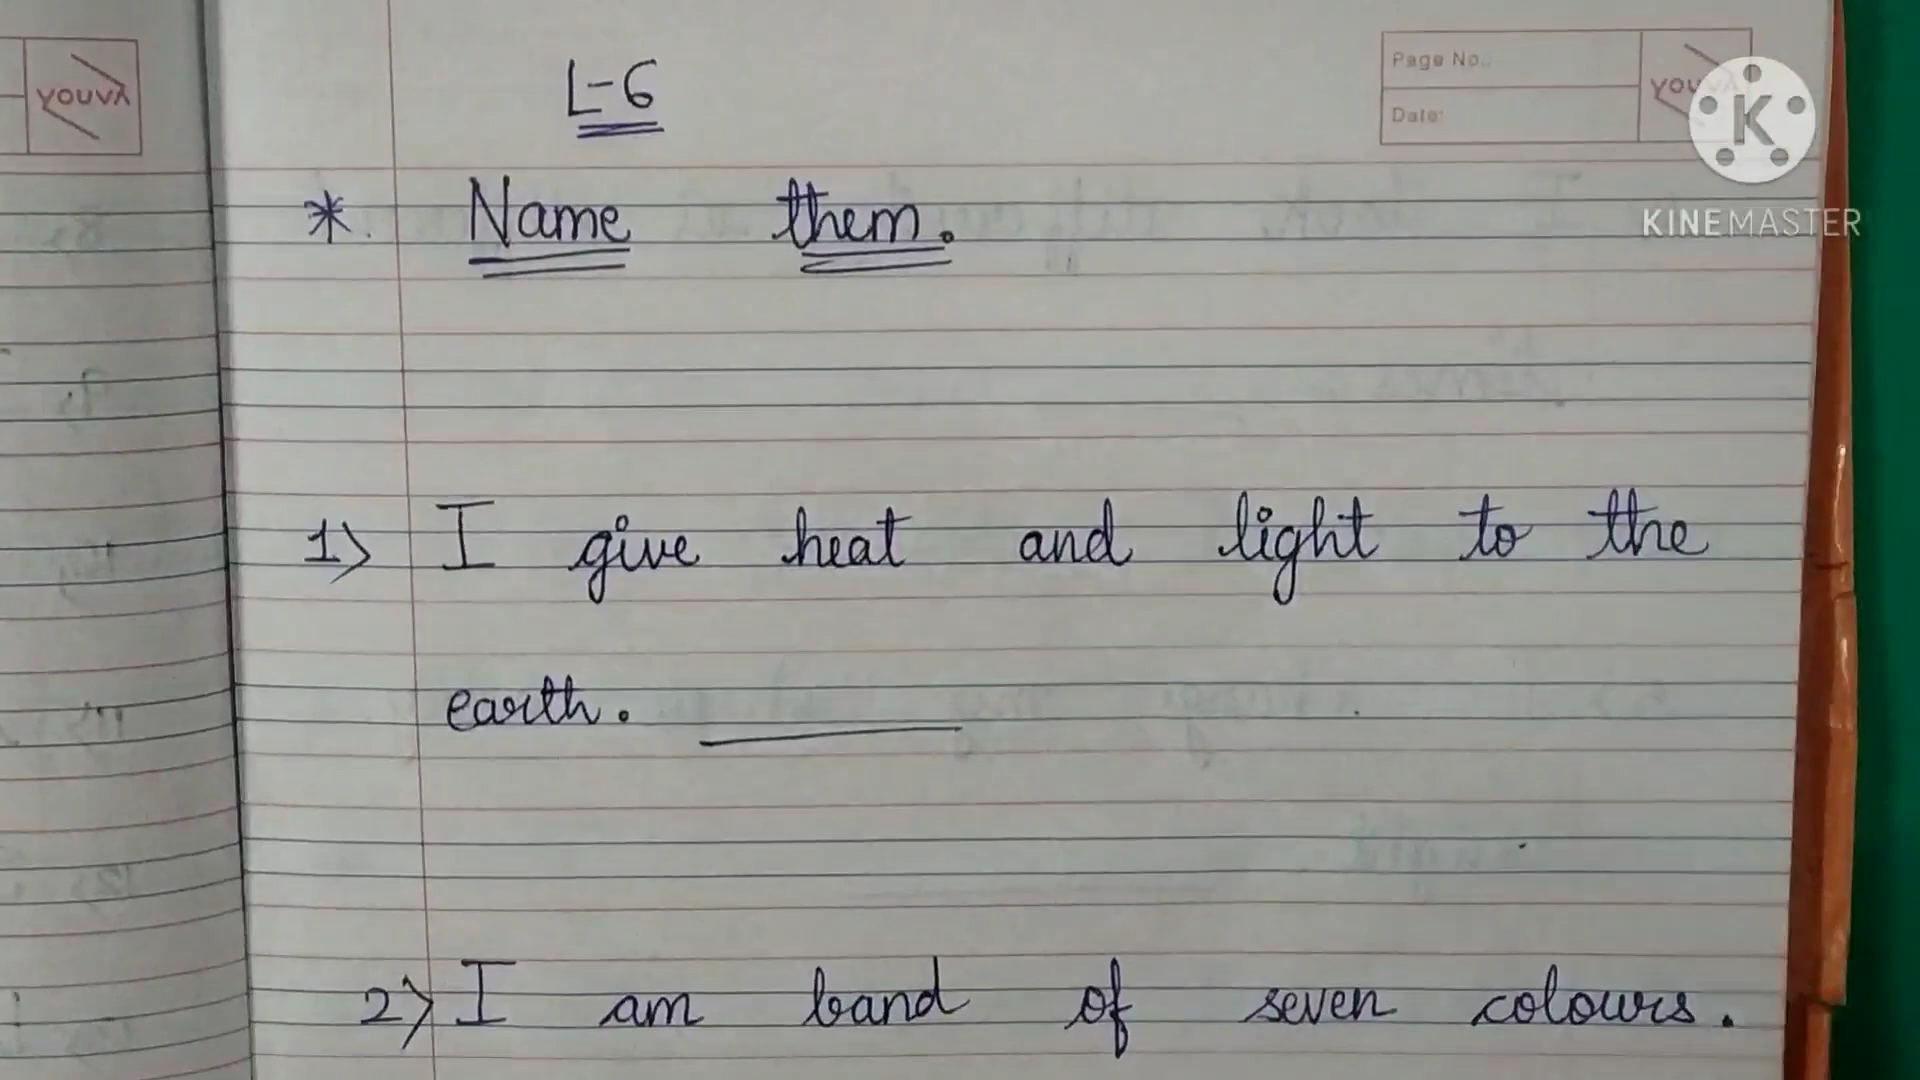 L-6
Page No.:
Date:
youva
youva
K
KINEMASTER
* Name them.
1) I give heat and light to the
earth.
2) I am band of seven colours.